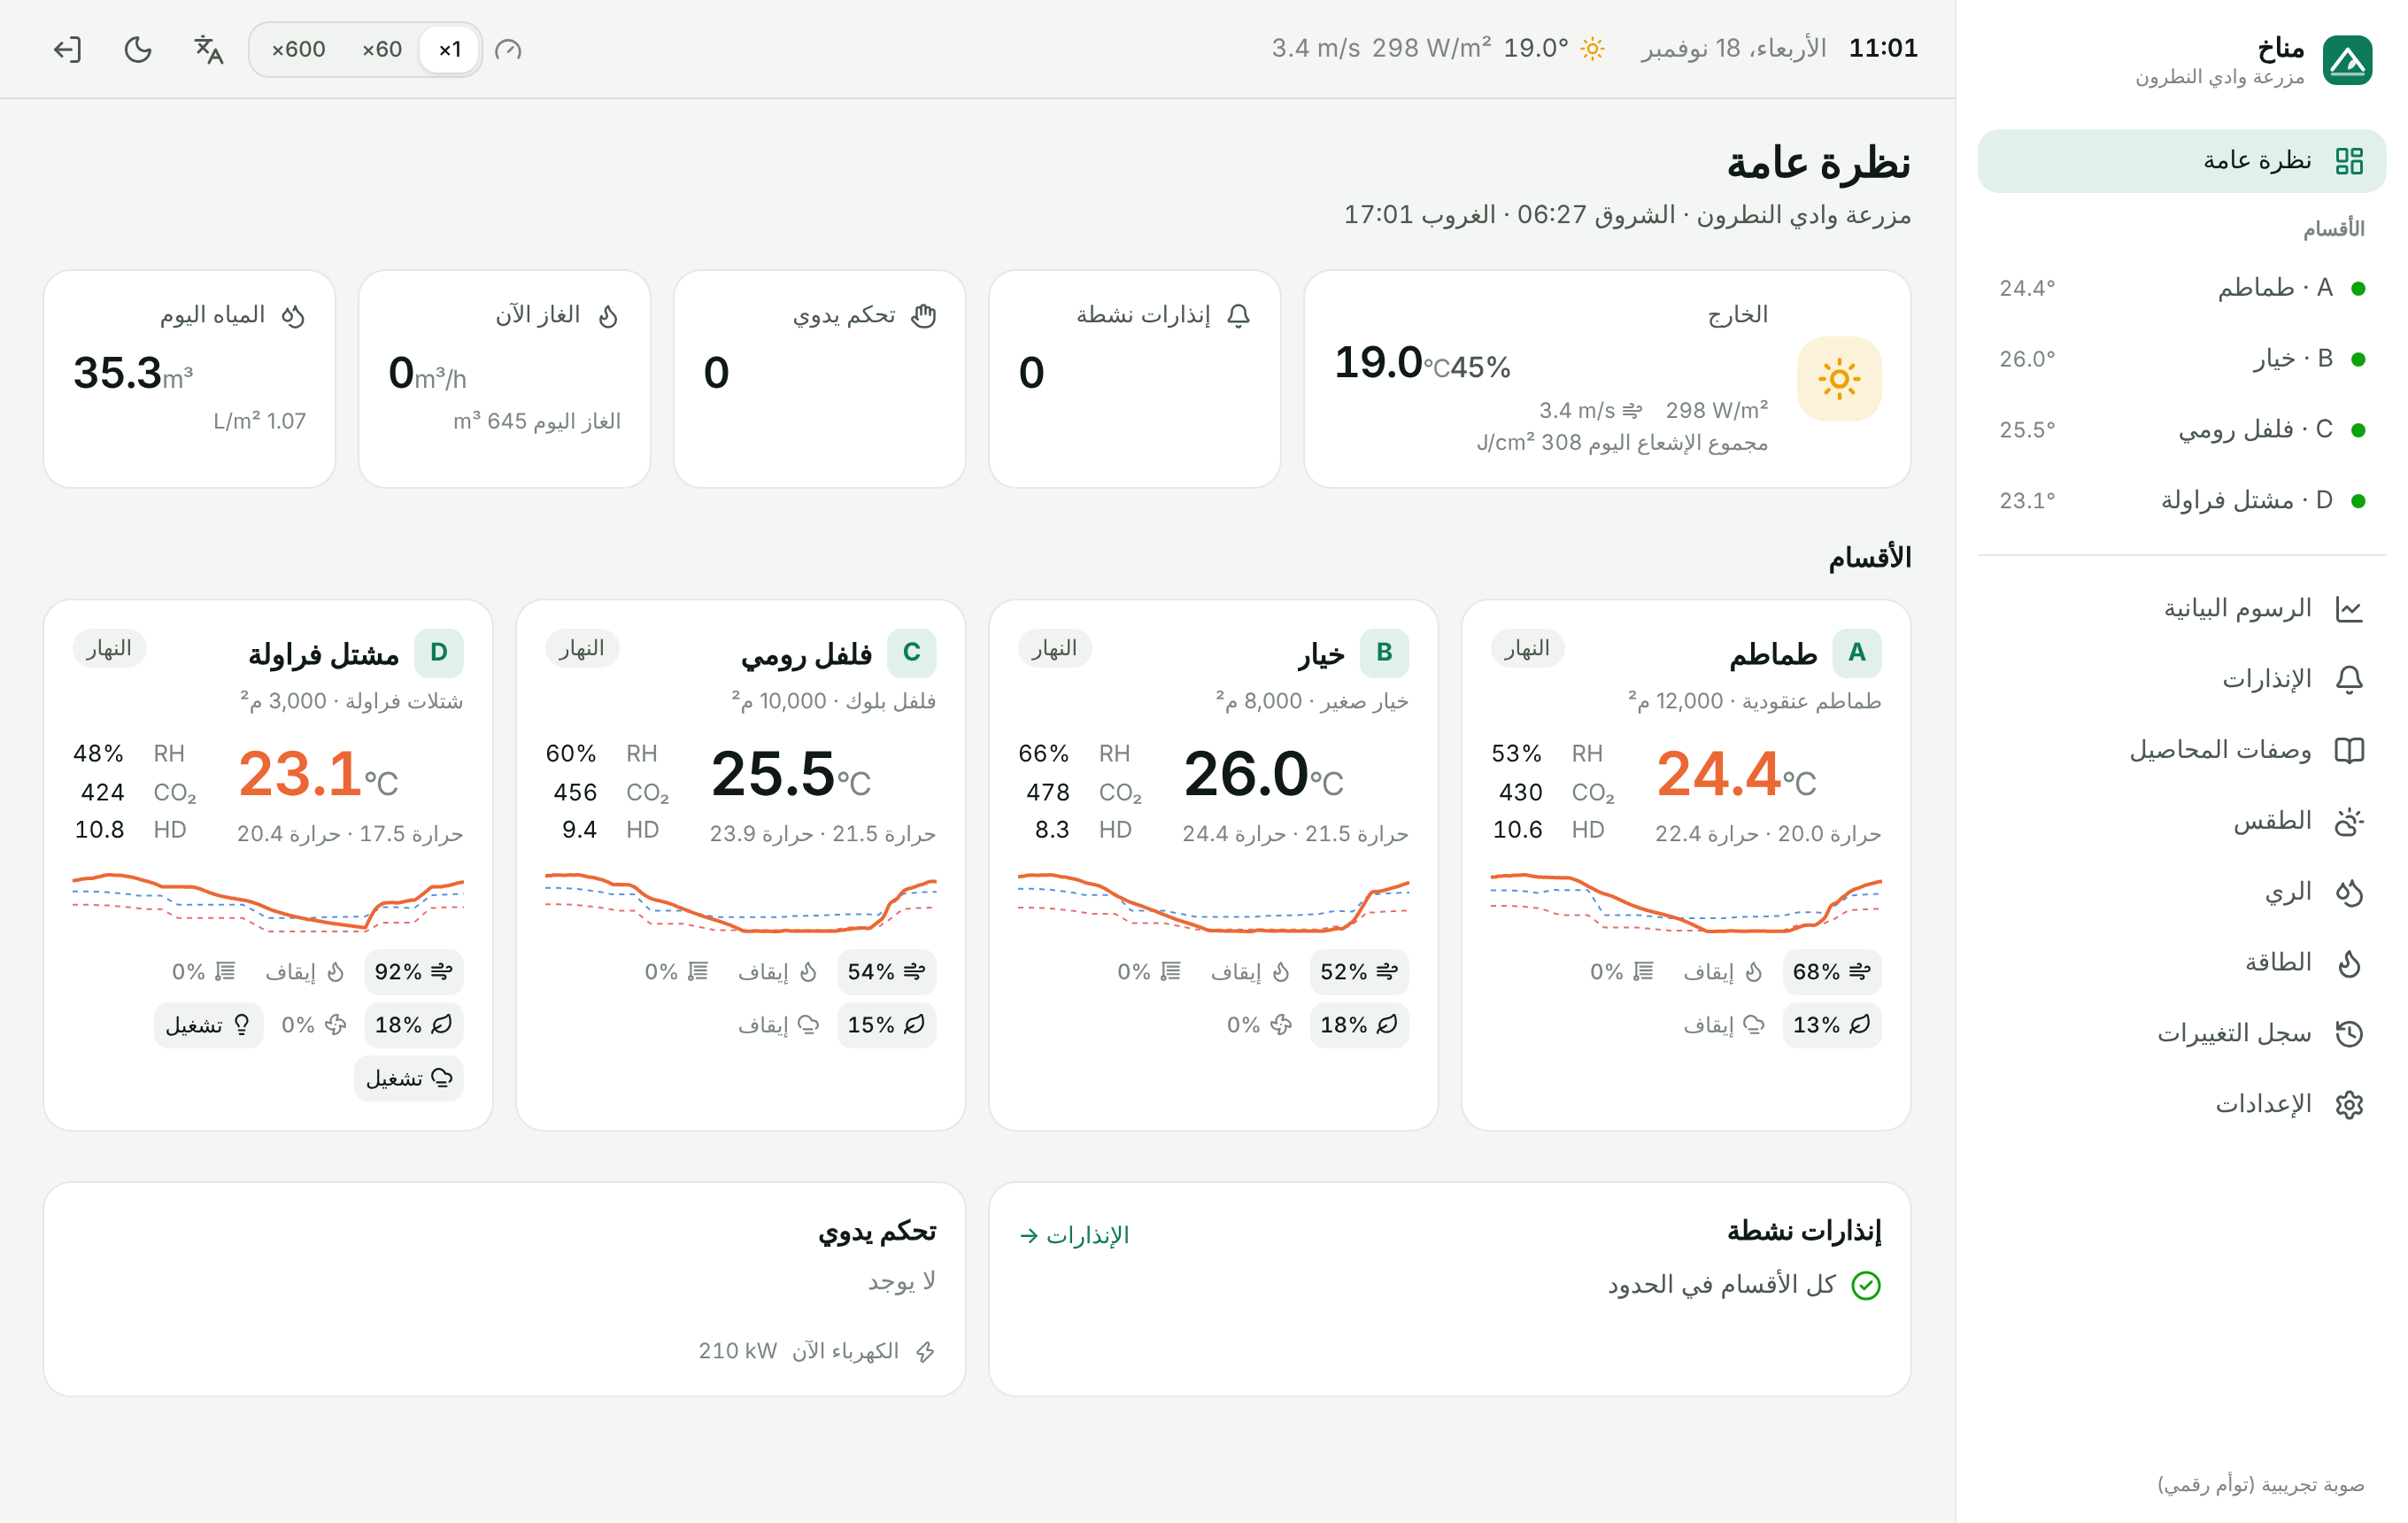 مناخ
مزرعة وادي النطرون
نظرة عامة
الأقسام
A · طماطم 24.4°
B · خيار 26.0°
C · فلفل رومي 25.5°
D · مشتل فراولة 23.1°
الرسوم البيانية
الإنذارات
وصفات المحاصيل
الطقس
الري
الطاقة
سجل التغييرات
الإعدادات
صوبة تجريبية (توأم رقمي)
11:01 الأربعاء، 18 نوفمبر 19.0° 298 W/m² 3.4 m/s
×1 ×60 ×600
نظرة عامة
مزرعة وادي النطرون · الشروق 06:27 · الغروب 17:01
الخارج
19.0°C45%
298 W/m² 3.4 m/s
مجموع الإشعاع اليوم 308 J/cm²
إنذارات نشطة
0
تحكم يدوي
0
الغاز الآن
0m³/h
الغاز اليوم 645 m³
المياه اليوم
35.3m³
1.07 L/m²
الأقسام
A طماطم النهار
طماطم عنقودية · 12,000 م²
24.4°C
حرارة 20.0 · حرارة 22.4
RH 53%
CO₂ 430
HD 10.6
68% إيقاف 0%
13% إيقاف
B خيار النهار
خيار صغير · 8,000 م²
26.0°C
حرارة 21.5 · حرارة 24.4
RH 66%
CO₂ 478
HD 8.3
52% إيقاف 0%
18% 0%
C فلفل رومي النهار
فلفل بلوك · 10,000 م²
25.5°C
حرارة 21.5 · حرارة 23.9
RH 60%
CO₂ 456
HD 9.4
54% إيقاف 0%
15% إيقاف
D مشتل فراولة النهار
شتلات فراولة · 3,000 م²
23.1°C
حرارة 17.5 · حرارة 20.4
RH 48%
CO₂ 424
HD 10.8
92% إيقاف 0%
18% 0% تشغيل
تشغيل
إنذارات نشطة
الإنذارات →
كل الأقسام في الحدود
تحكم يدوي
لا يوجد
الكهرباء الآن 210 kW